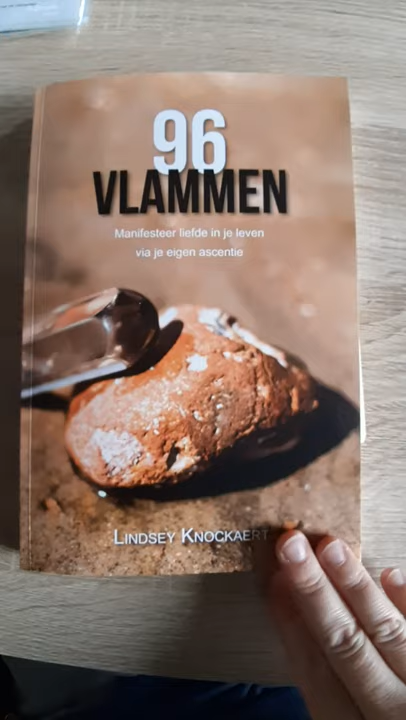 96
VLAMMEN
Manifesteer liefde in je leven
via je eigen ascentie
LINDSEY KNOCKAERT